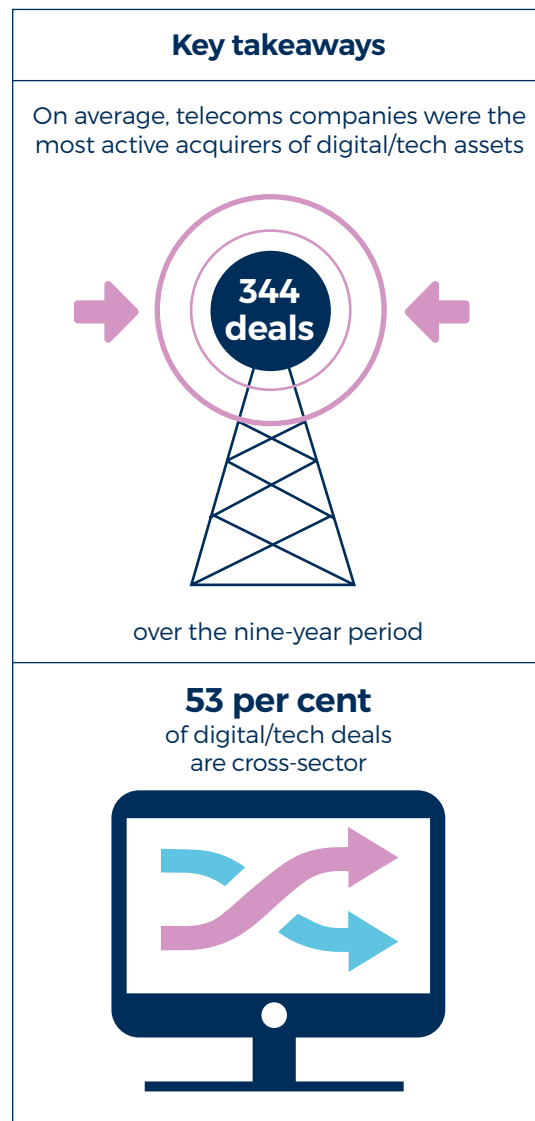 Key takeaways
On average, telecoms companies were the
most active acquirers of digital/tech assets
344
deals
over the nine-year period
53 per cent
of digital/tech deals
are cross-sector